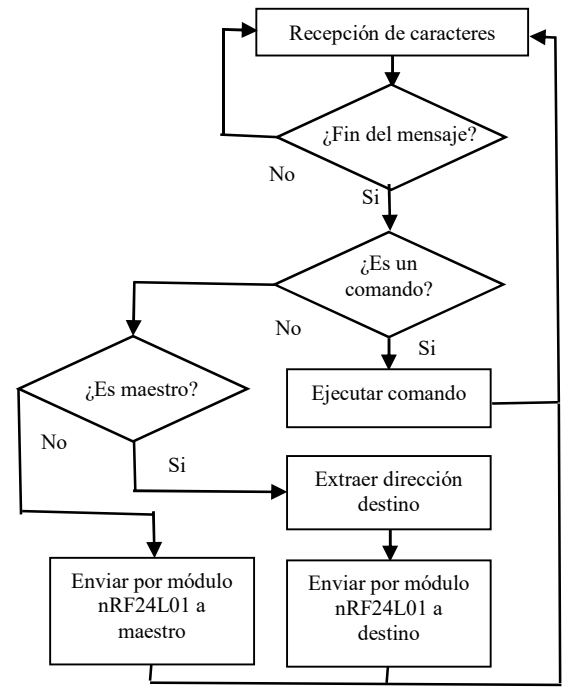 Recepción de caracteres
¿Fin del mensaje?
No
Si
¿Es un
comando?
No
Si
¿Es maestro?
Ejecutar comando
No
Si
Extraer dirección
destino
Enviar por módulo
nRF24L01 a
maestro
Enviar por módulo
nRF24L01 a
destino